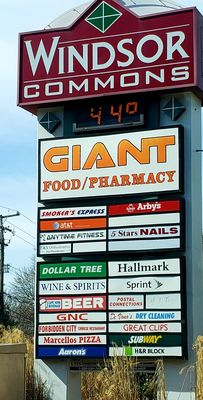 WINDSOR
COMMONS
44°
GIANT
FOOD/PHARMACY
SMOKER'S EXPRESS
Arby's
at&t
ANYTIME FITNESS
5 Stars NAILS
DOLLAR TREE
Hallmark
WINE & SPIRITS
Sprint
BEER
POSTAL
CONNECTIONS
GNC
DRY CLEANING
FORBIDDEN CITY
GREAT CLIPS
Marcellos PIZZA
SUBWAY
Aaron's
H&R BLOCK